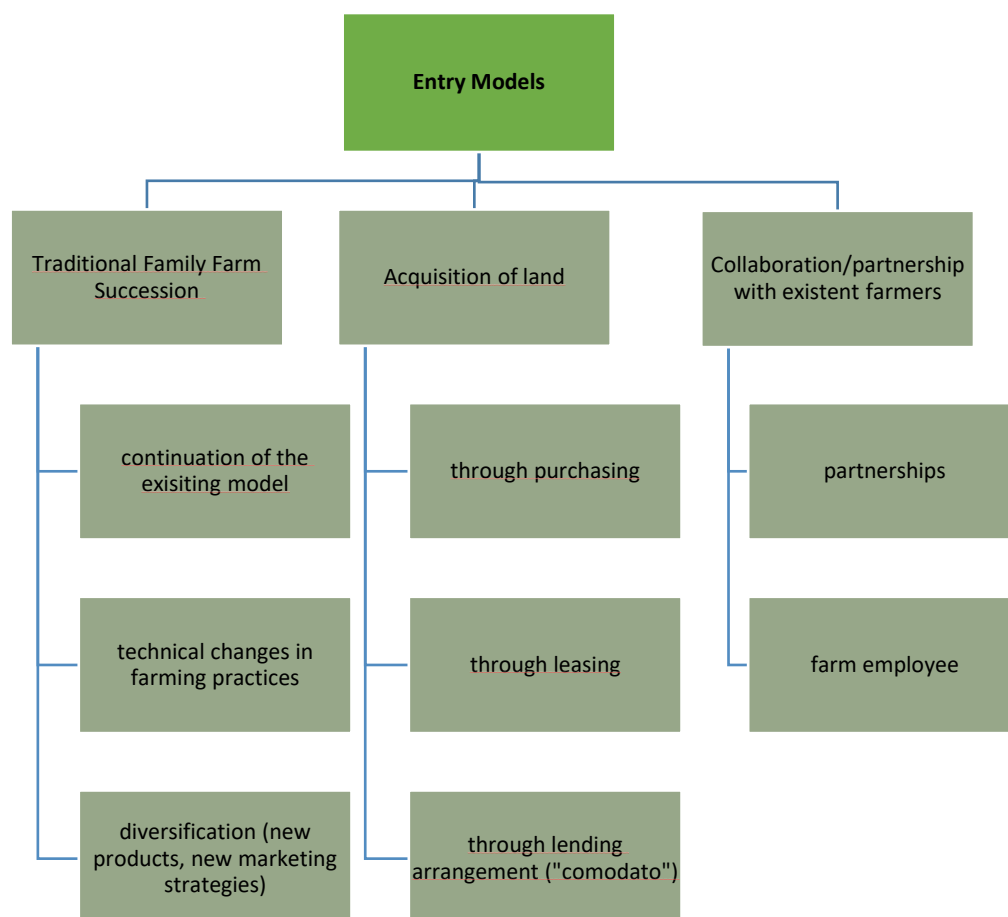 Entry Models
Traditional Family Farm
Succession
Acquisition of land
Collaboration/partnership
with existent farmers
continuation of the
exisiting model
through purchasing
partnerships
technical changes in
farming practices
through leasing
farm employee
diversification (new
products, new marketing
strategies)
through lending
arrangement ("comodato")